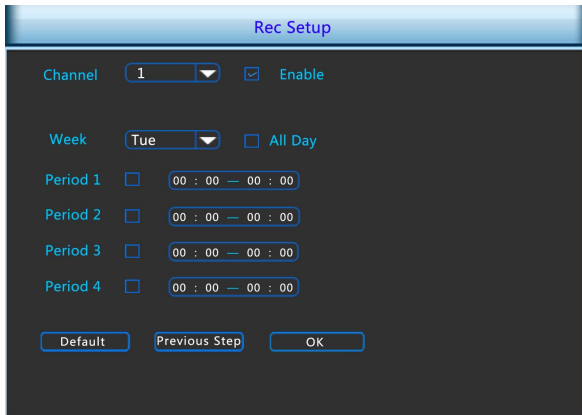 Rec Setup
Channel 1 Enable
Week Tue All Day
Period 1 00 : 00 — 00 : 00
Period 2 00 : 00 — 00 : 00
Period 3 00 : 00 — 00 : 00
Period 4 00 : 00 — 00 : 00
Default Previous Step OK